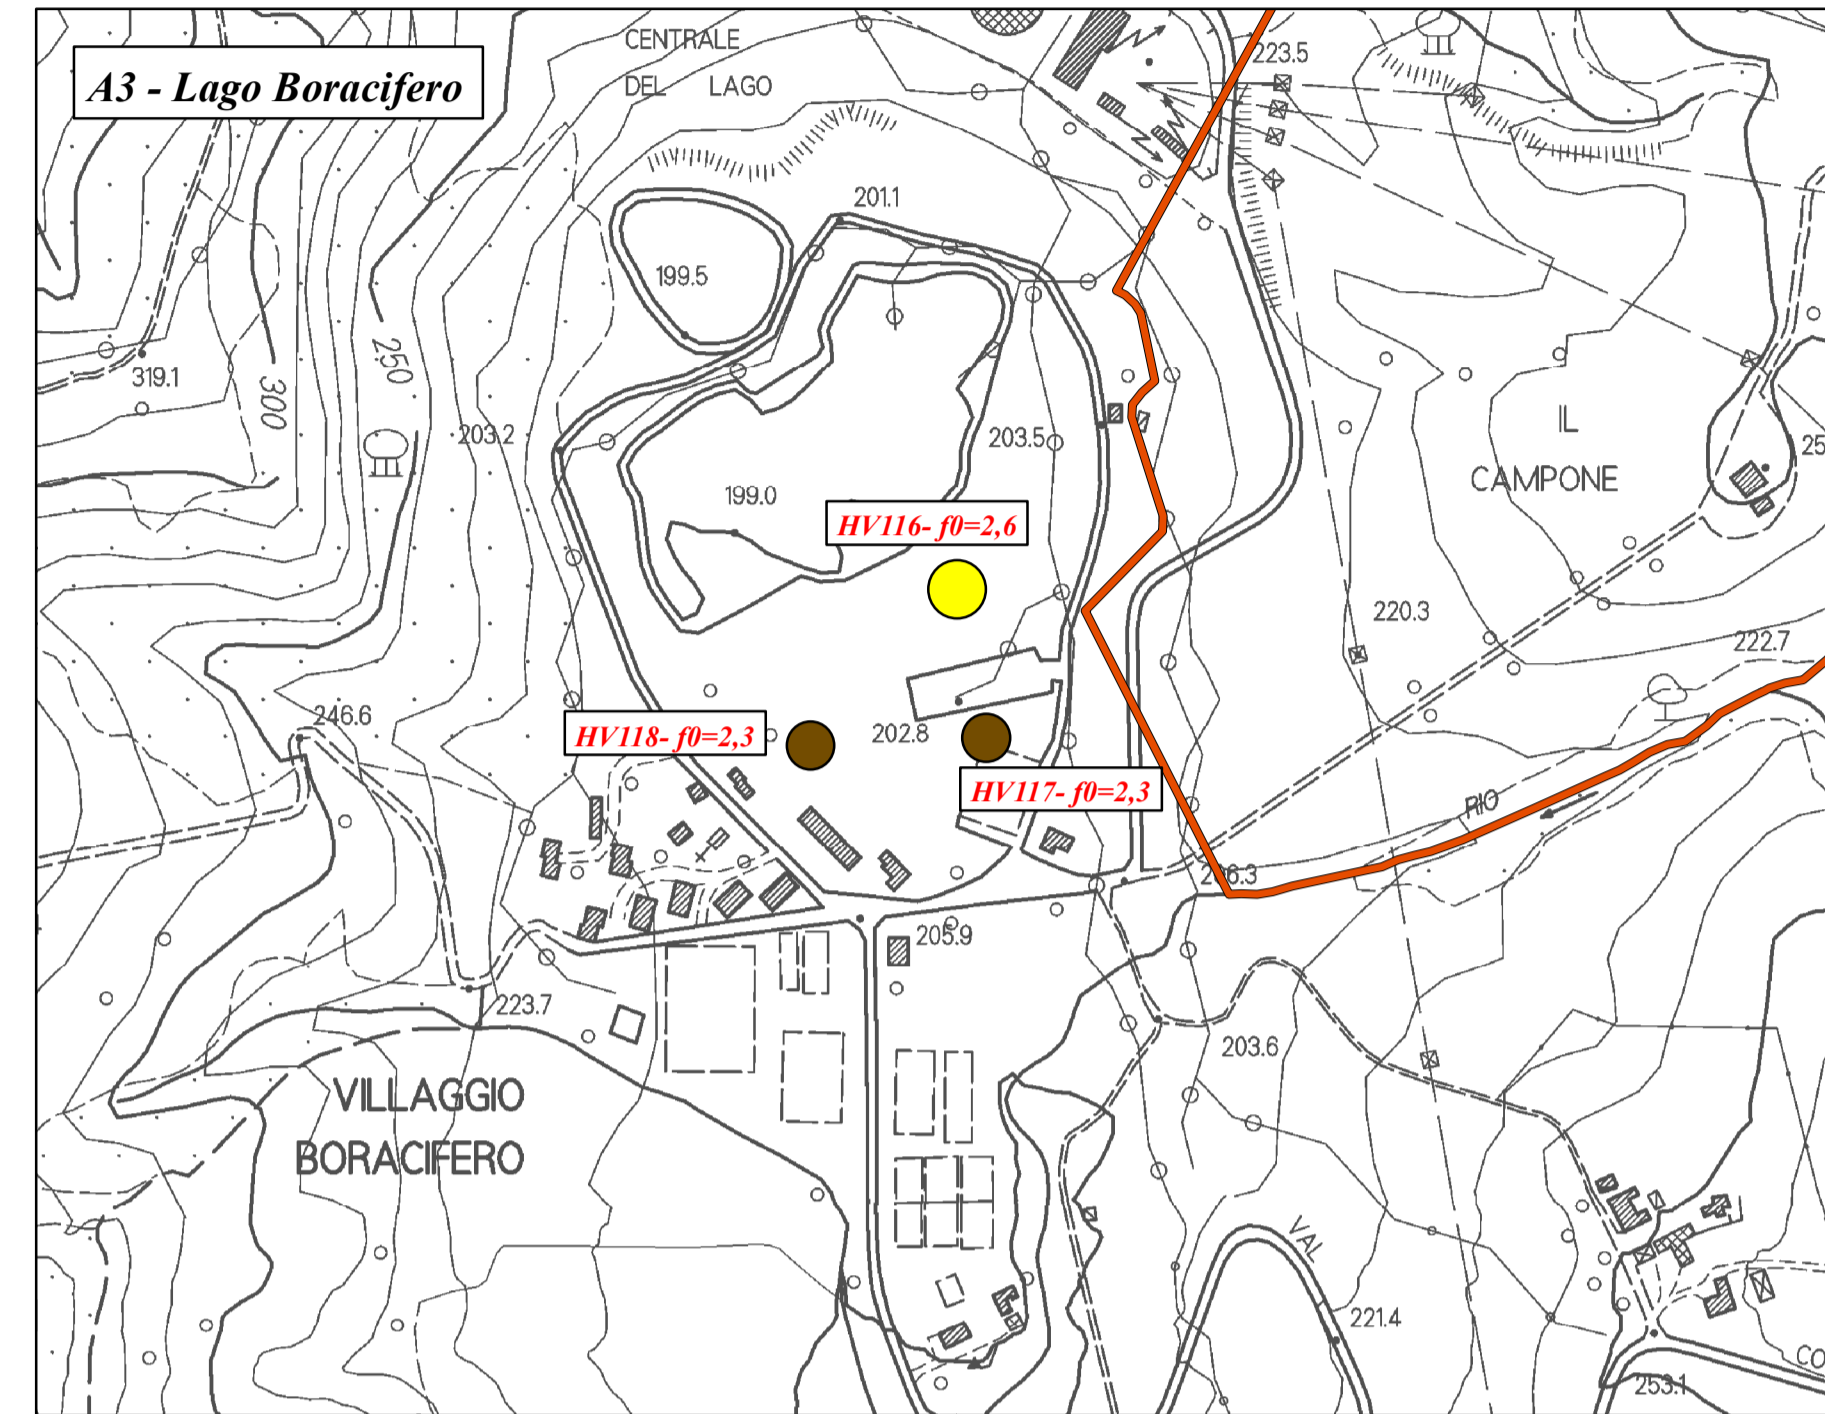 A3 - Lago Boracifero
CENTRALE
DEL LAGO
223.5
201.1
199.5
250
319.1
300
203.2
203.5
IL
CAMPONE
199.0
HV116- f0=2,6
220.3
222.7
246.6
HV118- f0=2,3
202.8
HV117- f0=2,3
RIO
205.9
223.7
203.6
VILLAGGIO
BORACIFERO
VAL
221.4
253.1